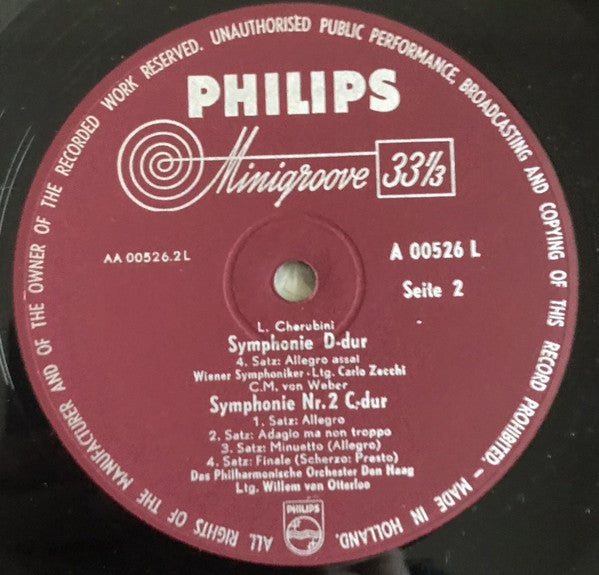 ALL RIGHTS OF THE MANUFACTURER AND OF THE OWNER OF THE RECORDED WORK RESERVED. UNAUTHORISED PUBLIC PERFORMANCE, BROADCASTING AND COPYING OF THIS RECORD PROHIBITED. - MADE IN HOLLAND.
PHILIPS
Minigroove 33⅓
AA 00526.2L
A 00526 L
Seite 2
L. Cherubini
Symphonie D-dur
4. Satz: Allegro assai
Wiener Symphoniker - Ltg. Carlo Zecchi
C.M. von Weber
Symphonie Nr. 2 C-dur
1. Satz: Allegro
2. Satz: Adagio ma non troppo
3. Satz: Minuetto (Allegro)
4. Satz: Finale (Scherzo: Presto)
Das Philharmonische Orchester Den Haag
Ltg. Willem van Otterloo
PHILIPS